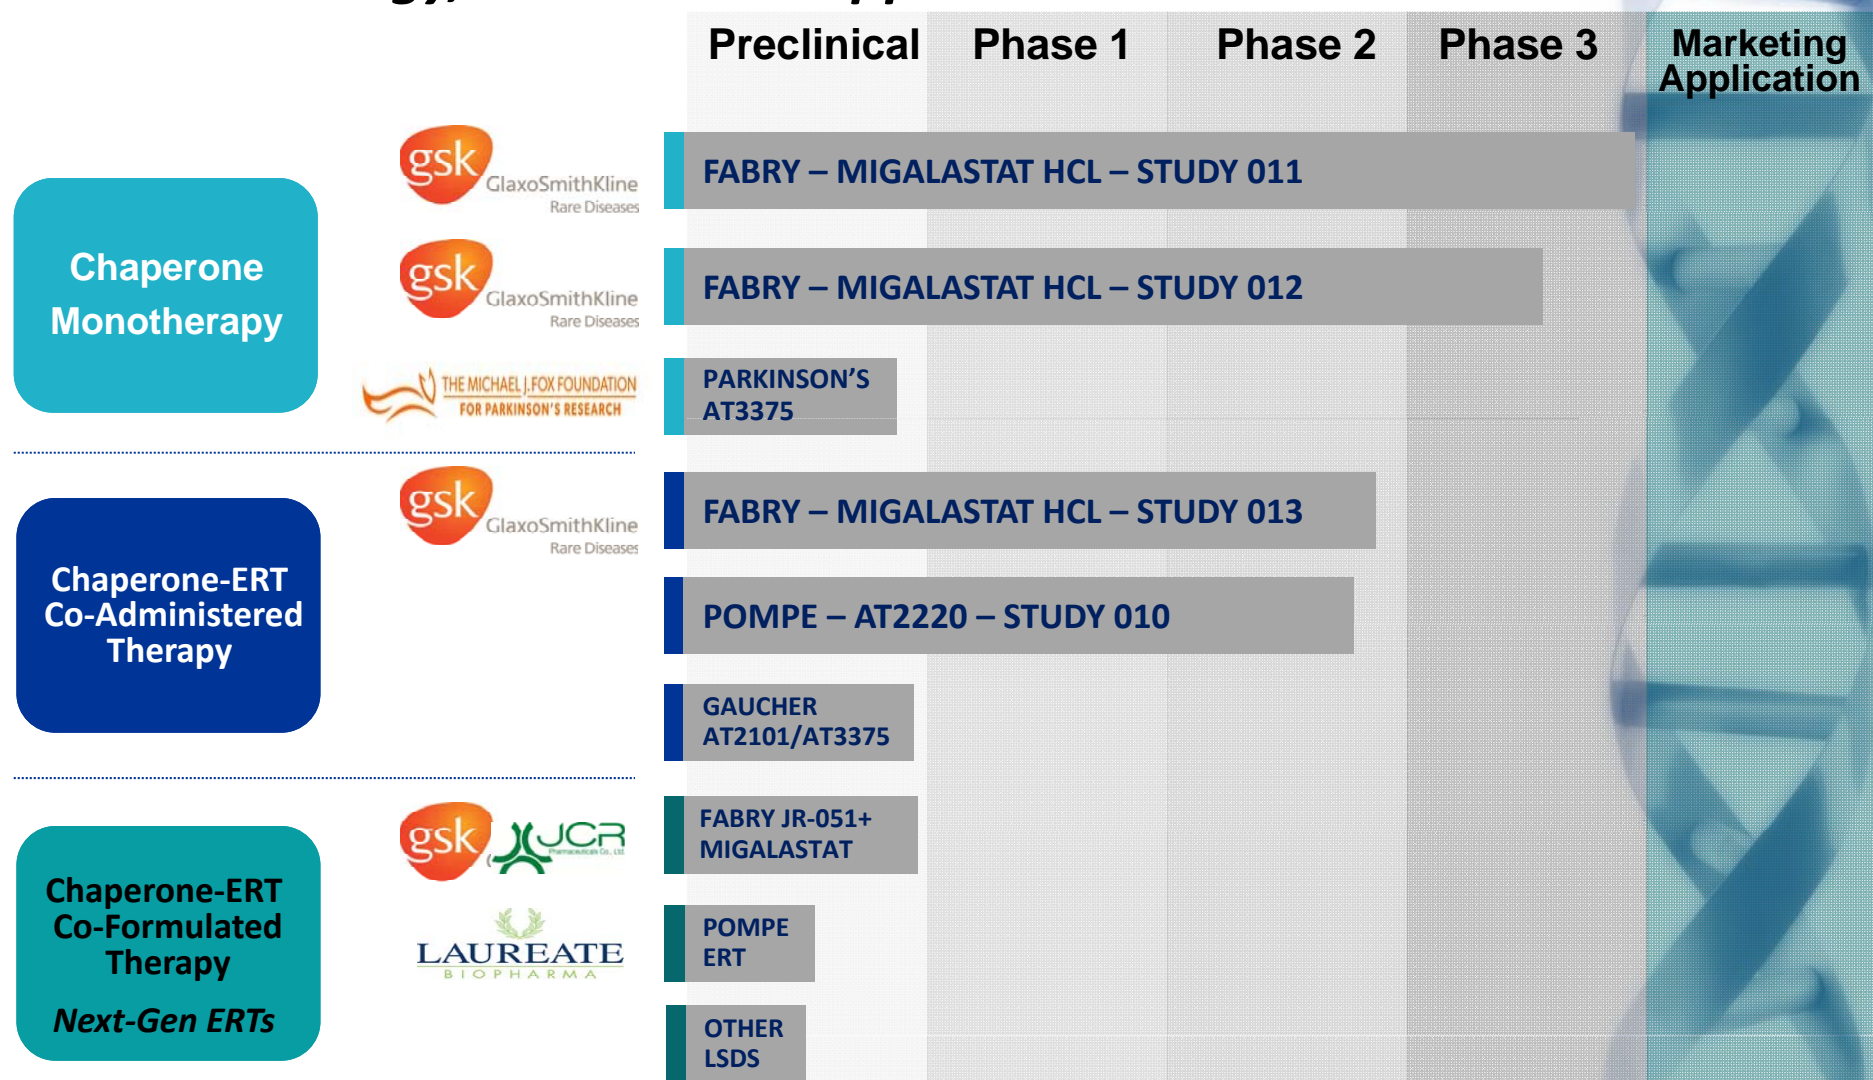 Preclinical Phase 1 Phase 2 Phase 3 Marketing
Application
gsk
GlaxoSmithKline
Rare Diseases
FABRY – MIGALASTAT HCL – STUDY 011
Chaperone
Monotherapy
gsk
GlaxoSmithKline
Rare Diseases
FABRY – MIGALASTAT HCL – STUDY 012
THE MICHAEL J. FOX FOUNDATION
FOR PARKINSON'S RESEARCH
PARKINSON’S
AT3375
gsk
GlaxoSmithKline
Rare Diseases
FABRY – MIGALASTAT HCL – STUDY 013
Chaperone-ERT
Co-Administered
Therapy
POMPE – AT2220 – STUDY 010
GAUCHER
AT2101/AT3375
gsk
JCR
Pharmaceuticals Co., Ltd.
FABRY JR-051+
MIGALASTAT
Chaperone-ERT
Co-Formulated
Therapy
Next-Gen ERTs
LAUREATE
BIOPHARMA
POMPE
ERT
OTHER
LSDS